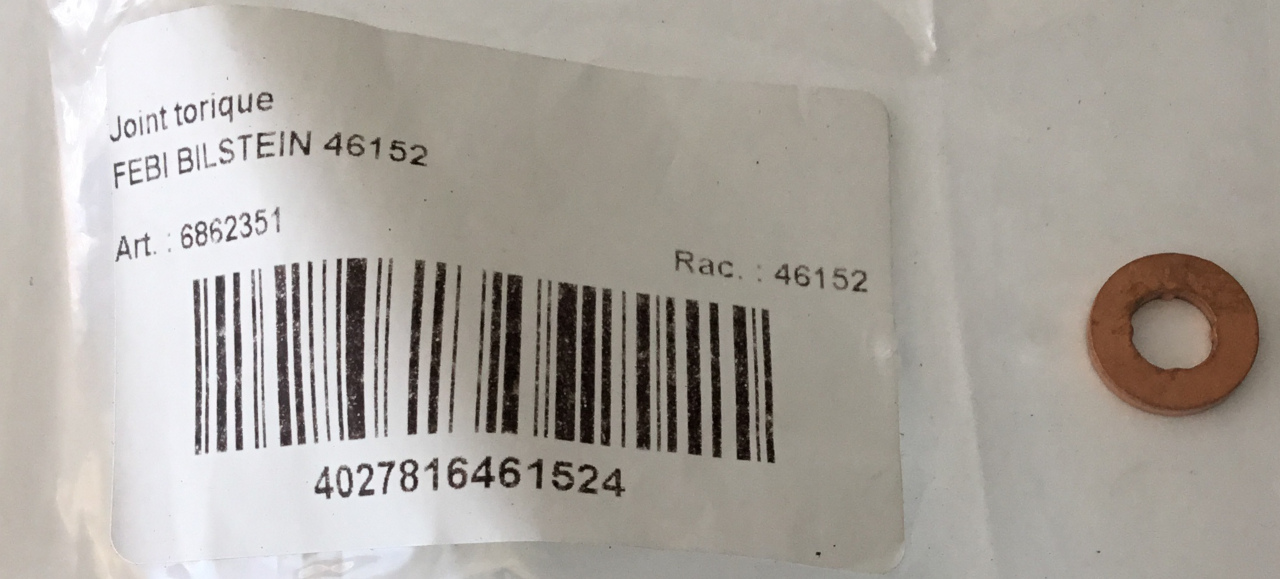 Joint torique
FEBI BILSTEIN 46152
Art. : 6862351
Rac. : 46152
4027816461524